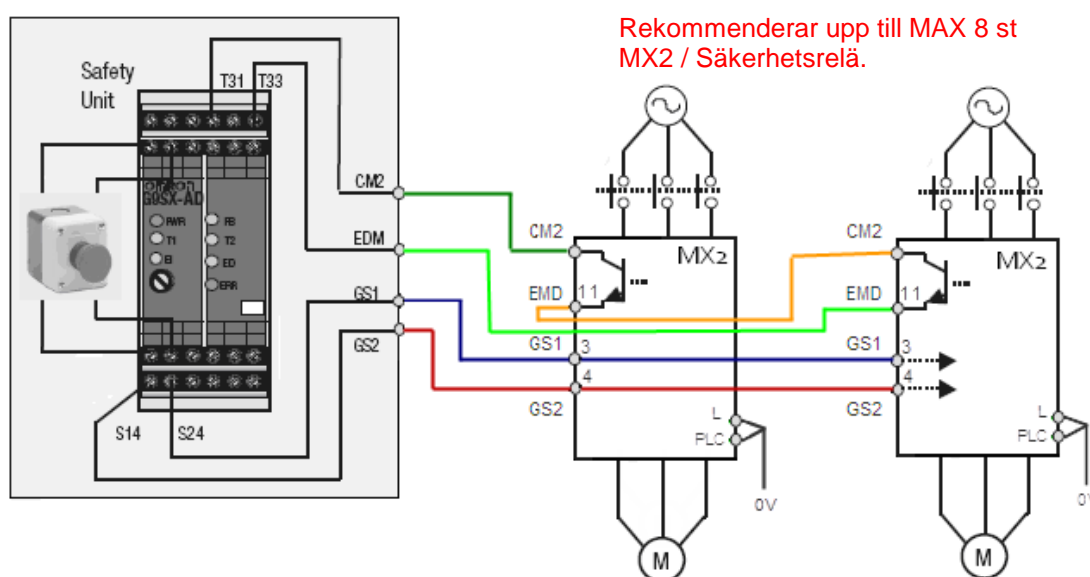 Rekommenderar upp till MAX 8 st
MX2 / Säkerhetsrelä.
Safety
Unit
T31 T33
OMRON
G9SX-AD
PWR
FB
T1
T2
EI
ED
ERR
S14
S24
CM2
EDM
GS1
GS2
CM2
MX2
EMD
11
GS1
3
4
GS2
L
PLC
0V
M
CM2
MX2
EMD
11
GS1
3
4
GS2
L
PLC
0V
M